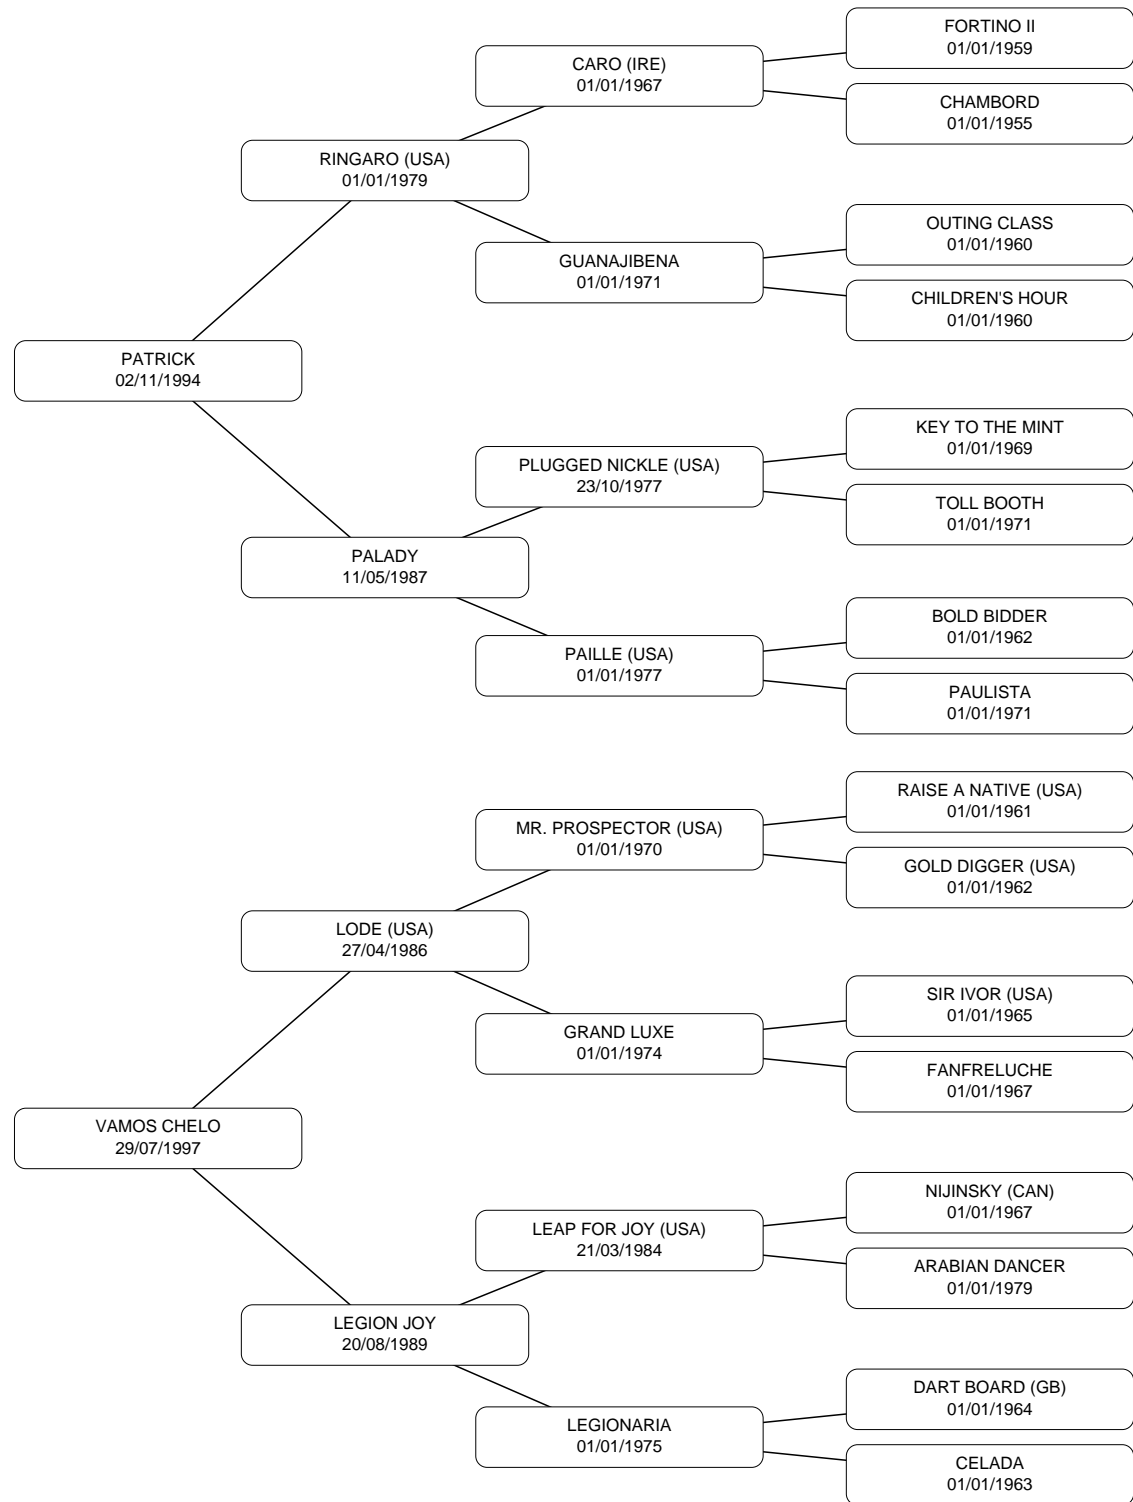 FORTINO II
01/01/1959
CARO (IRE)
01/01/1967
CHAMBORD
01/01/1955
RINGARO (USA)
01/01/1979
OUTING CLASS
01/01/1960
GUANAJIBENA
01/01/1971
CHILDREN'S HOUR
01/01/1960
PATRICK
02/11/1994
KEY TO THE MINT
01/01/1969
PLUGGED NICKLE (USA)
23/10/1977
TOLL BOOTH
01/01/1971
PALADY
11/05/1987
BOLD BIDDER
01/01/1962
PAILLE (USA)
01/01/1977
PAULISTA
01/01/1971
RAISE A NATIVE (USA)
01/01/1961
MR. PROSPECTOR (USA)
01/01/1970
GOLD DIGGER (USA)
01/01/1962
LODE (USA)
27/04/1986
SIR IVOR (USA)
01/01/1965
GRAND LUXE
01/01/1974
FANFRELUCHE
01/01/1967
VAMOS CHELO
29/07/1997
NIJINSKY (CAN)
01/01/1967
LEAP FOR JOY (USA)
21/03/1984
ARABIAN DANCER
01/01/1979
LEGION JOY
20/08/1989
DART BOARD (GB)
01/01/1964
LEGIONARIA
01/01/1975
CELADA
01/01/1963